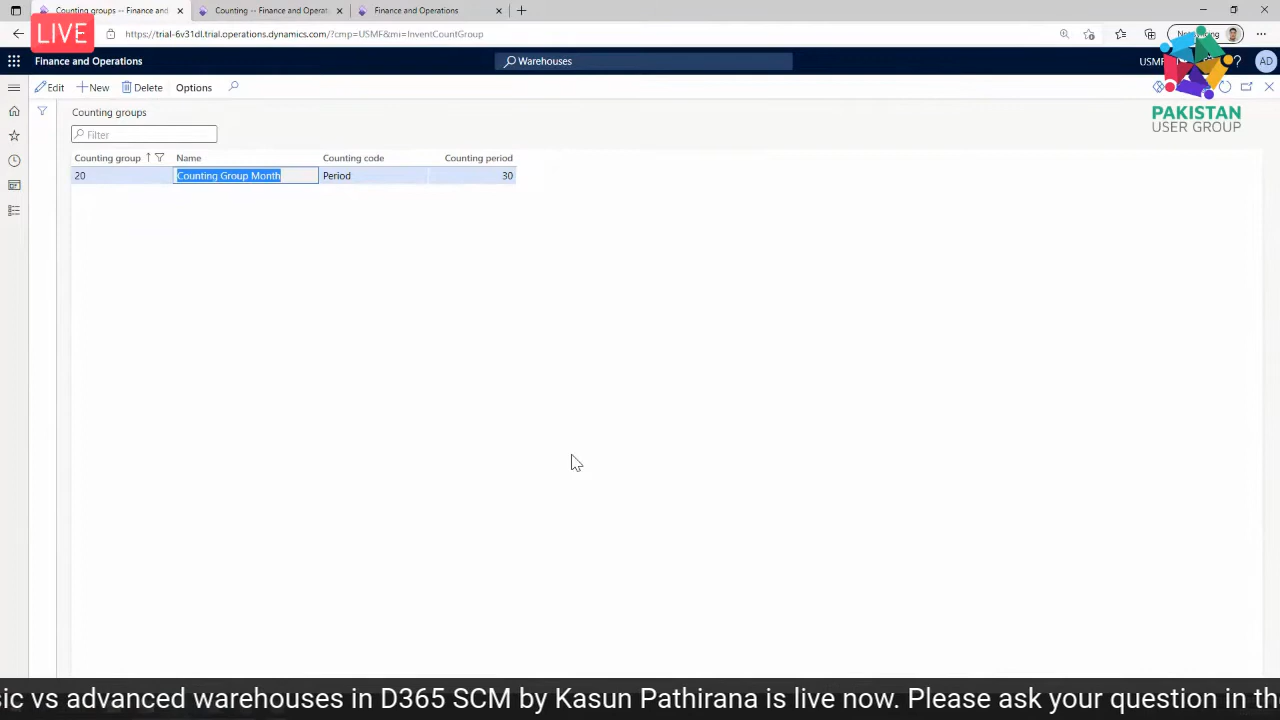 Counting groups -- Finance and
Counting -- Finance and Operat
Finance and Operations
LIVE
https://trial-6v31dl.trial.operations.dynamics.com/?cmp=USMF&mi=InventCountGroup
Finance and Operations
Warehouses
USMF
?
AD
Edit
New
Delete
Options
PAKISTAN
USER GROUP
Counting groups
Filter
Counting group
Name
Counting code
Counting period
20
Counting Group Month
Period
30
sic vs advanced warehouses in D365 SCM by Kasun Pathirana is live now. Please ask your question in th